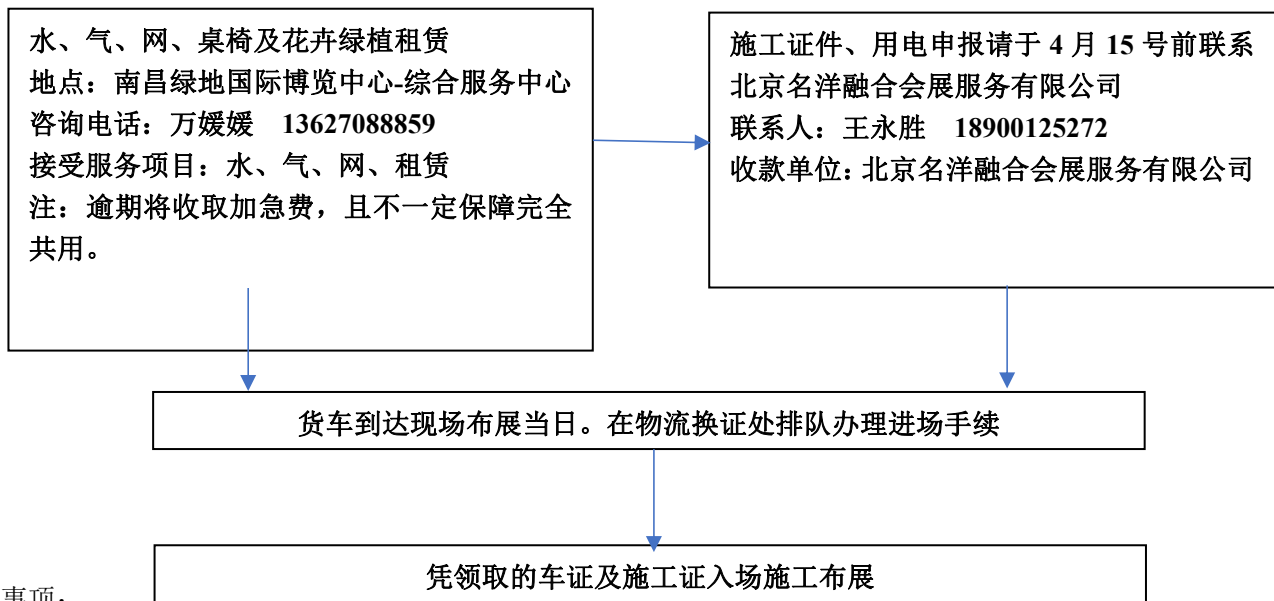 水、气、网、桌椅及花卉绿植租赁
地点：南昌绿地国际博览中心-综合服务中心
咨询电话：万媛媛 13627088859
接受服务项目：水、气、网、租赁
注：逾期将收取加急费，且不一定保障完全
共用。
施工证件、用电申报请于 4 月 15 号前联系
北京名洋融合会展服务有限公司
联系人：王永胜 18900125272
收款单位：北京名洋融合会展服务有限公司
货车到达现场布展当日。在物流换证处排队办理进场手续
凭领取的车证及施工证入场施工布展
事项：